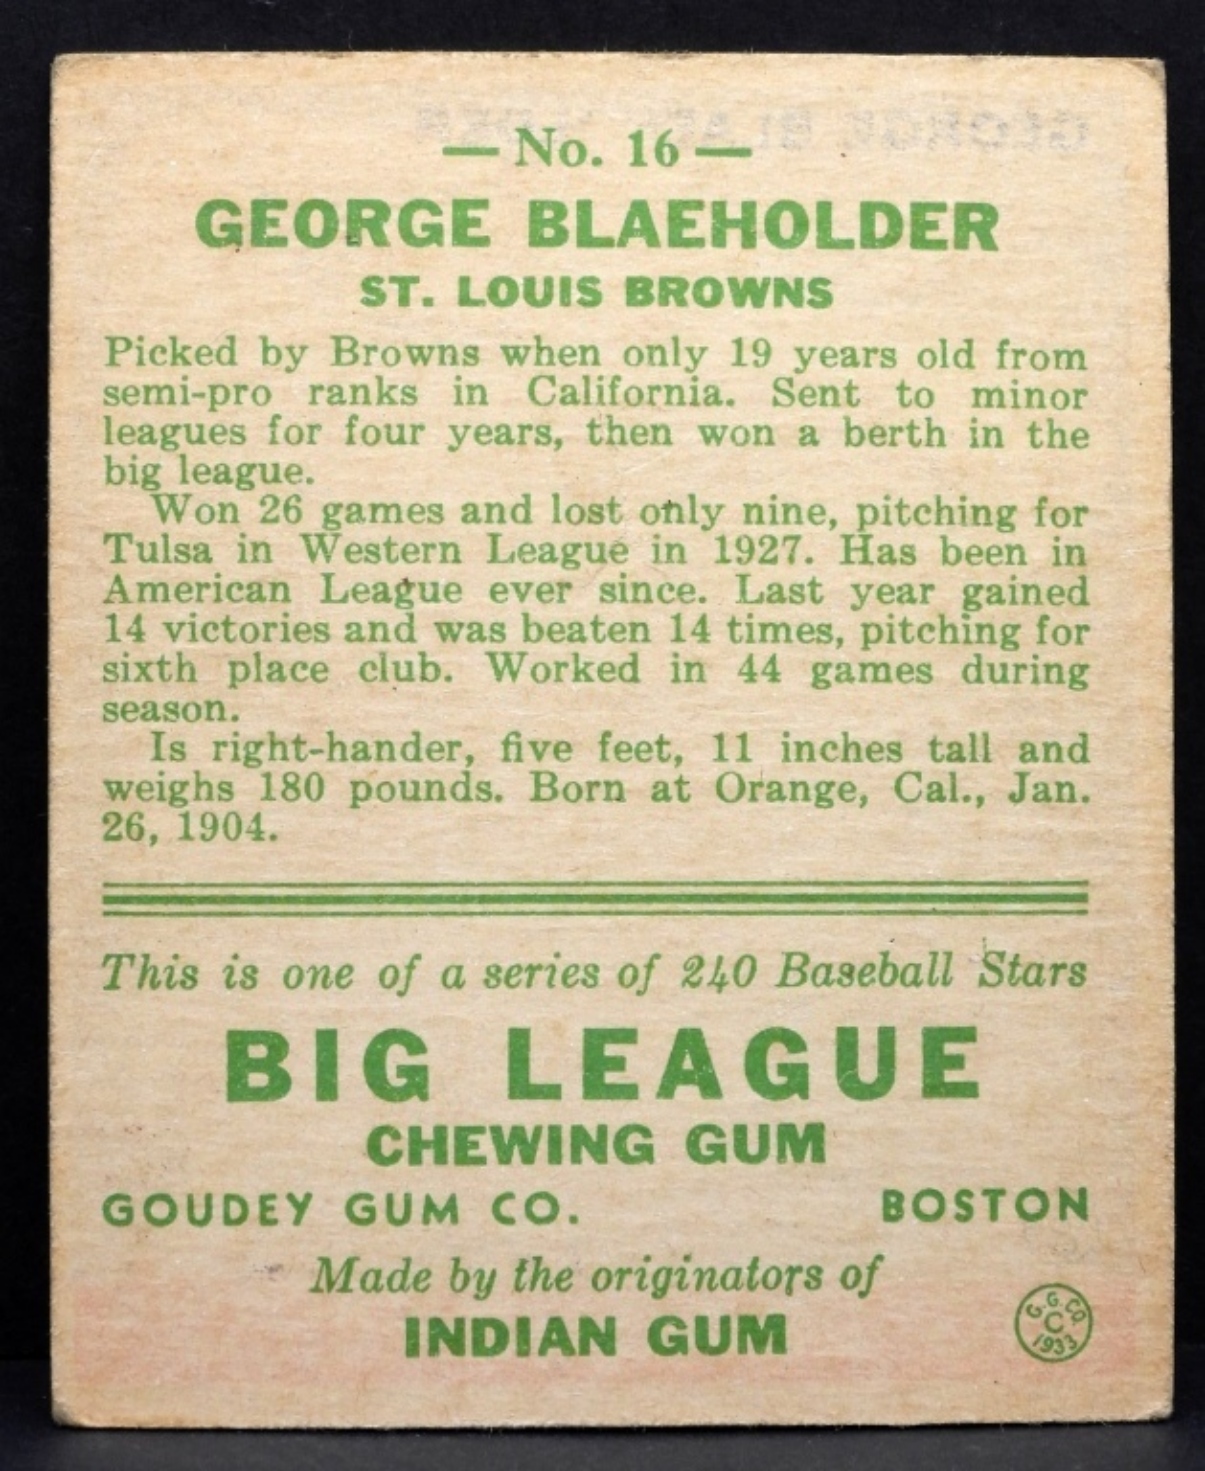 — No. 16 —
GEORGE BLAEHOLDER
ST. LOUIS BROWNS
Picked by Browns when only 19 years old from
semi-pro ranks in California. Sent to minor
leagues for four years, then won a berth in the
big league.
Won 26 games and lost only nine, pitching for
Tulsa in Western League in 1927. Has been in
American League ever since. Last year gained
14 victories and was beaten 14 times, pitching for
sixth place club. Worked in 44 games during
season.
Is right-hander, five feet, 11 inches tall and
weighs 180 pounds. Born at Orange, Cal., Jan.
26, 1904.
This is one of a series of 240 Baseball Stars
BIG LEAGUE
CHEWING GUM
GOUDEY GUM CO. BOSTON
Made by the originators of
INDIAN GUM
G. G. CO.
C
1933